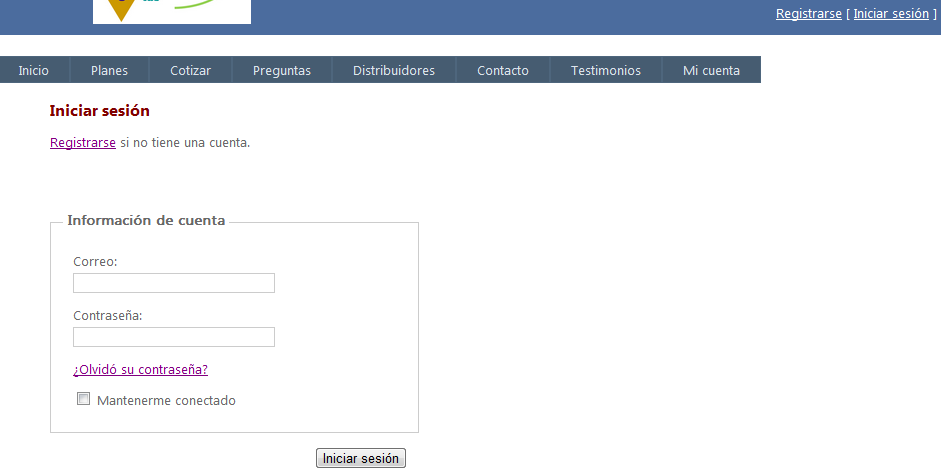 Registrarse [ Iniciar sesión ]
Inicio Planes Cotizar Preguntas Distribuidores Contacto Testimonios Mi cuenta
Iniciar sesión
Registrarse si no tiene una cuenta.
Información de cuenta
Correo:
Contraseña:
¿Olvidó su contraseña?
Mantenerme conectado
Iniciar sesión